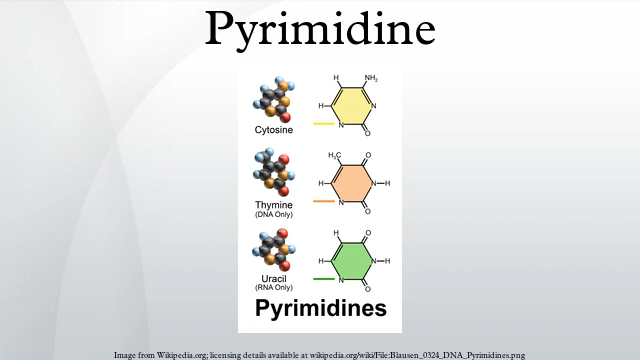 Pyrimidine
H
NH₂
H
N
N
O
Cytosine
H₃C
O
H
N
H
N
O
Thymine
(DNA Only)
H
O
H
N
H
N
O
Uracil
(RNA Only)
Pyrimidines
Image from Wikipedia.org; licensing details available at wikipedia.org/wiki/File:Blausen_0324_DNA_Pyrimidines.png